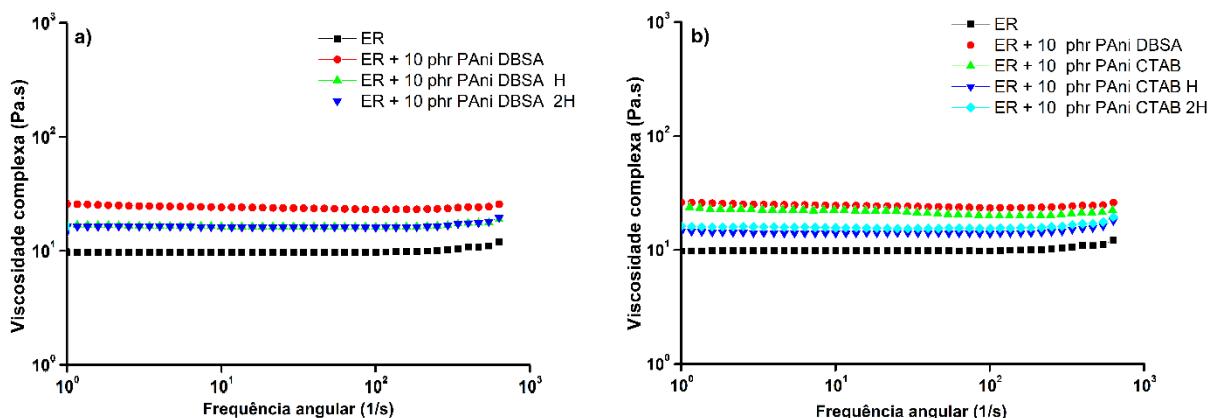 a)
ER
ER + 10 phr PAni DBSA
ER + 10 phr PAni DBSA H
ER + 10 phr PAni DBSA 2H
Viscosidade complexa (Pa.s)
10³
10²
10¹
10⁰
10⁰ 10¹ 10² 10³
Frequência angular (1/s)
b)
ER
ER + 10 phr PAni DBSA
ER + 10 phr PAni CTAB
ER + 10 phr PAni CTAB H
ER + 10 phr PAni CTAB 2H
Viscosidade complexa (Pa.s)
10³
10²
10¹
10⁰
10⁰ 10¹ 10² 10³
Frequência angular (1/s)